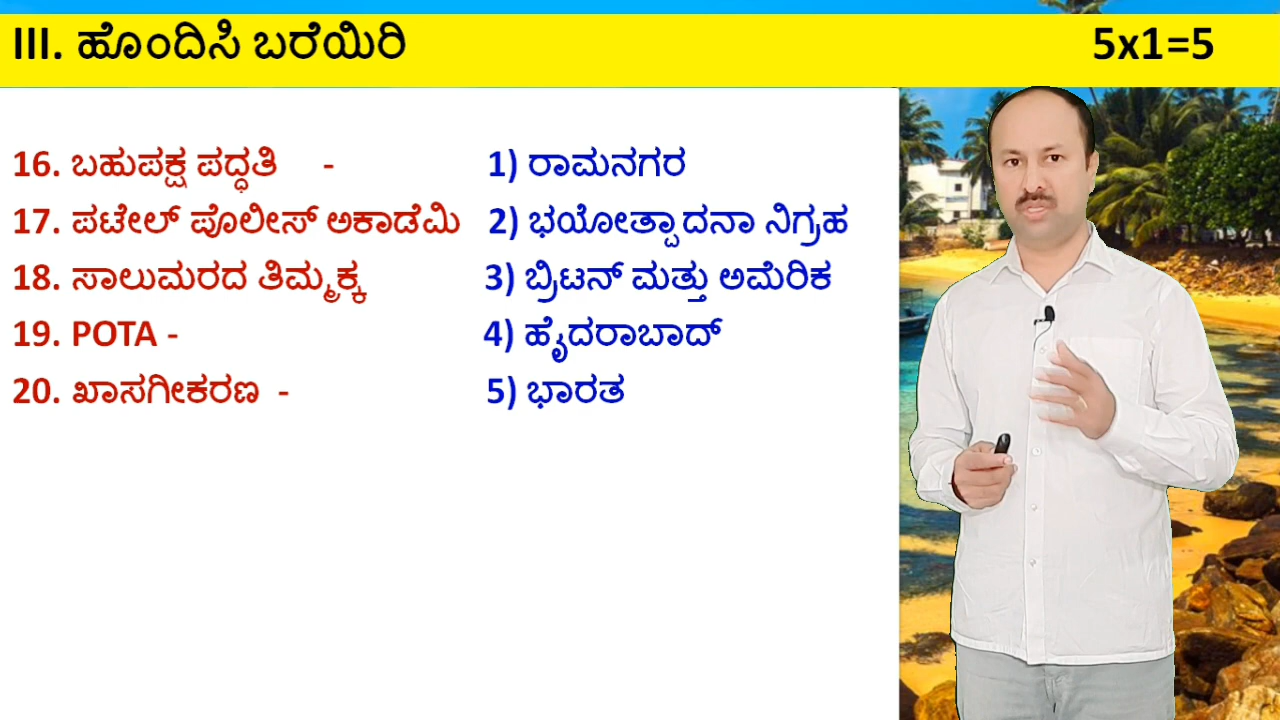 III. ಹೊಂದಿಸಿ ಬರೆಯಿರಿ 5x1=5
16. ಬಹುಪಕ್ಷ ಪದ್ಧತಿ - 1) ರಾಮನಗರ
17. ಪಟೇಲ್ ಪೊಲೀಸ್ ಅಕಾಡೆಮಿ 2) ಭಯೋತ್ಪಾದನಾ ನಿಗ್ರಹ
18. ಸಾಲುಮರದ ತಿಮ್ಮಕ್ಕ 3) ಬ್ರಿಟನ್ ಮತ್ತು ಅಮೆರಿಕ
19. POTA - 4) ಹೈದರಾಬಾದ್
20. ಖಾಸಗೀಕರಣ - 5) ಭಾರತ